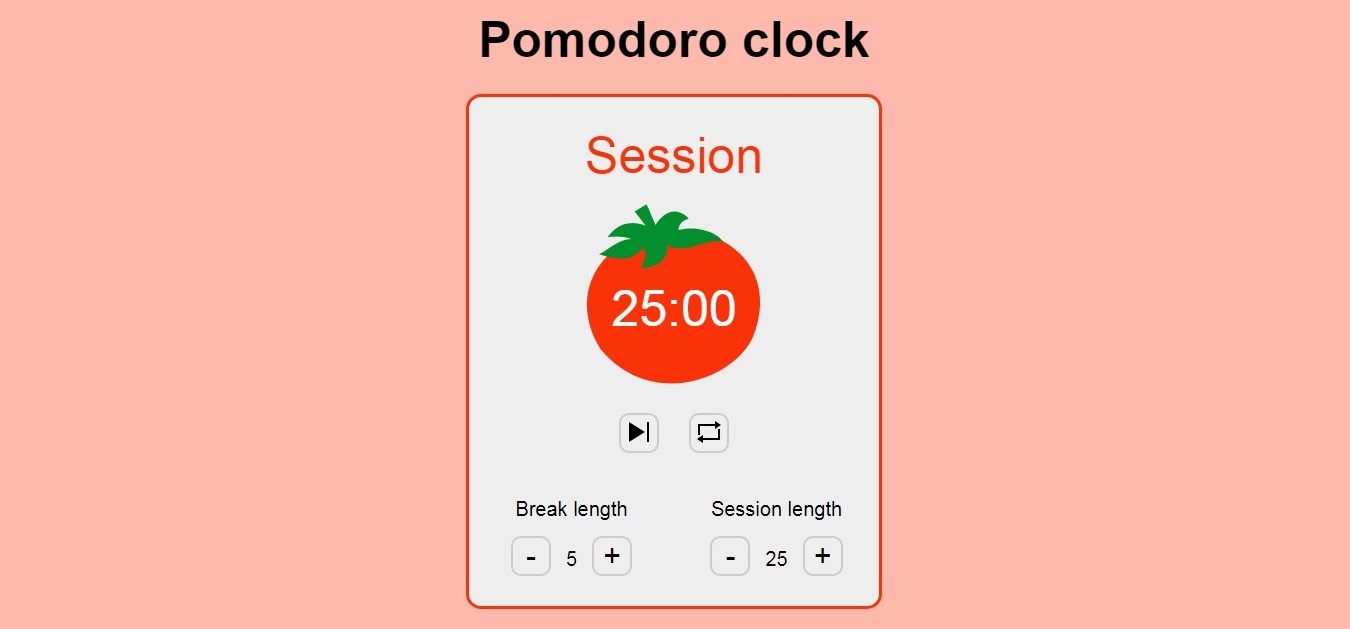 Pomodoro clock
Session
25:00
Break length
Session length
- 5 +
- 25 +